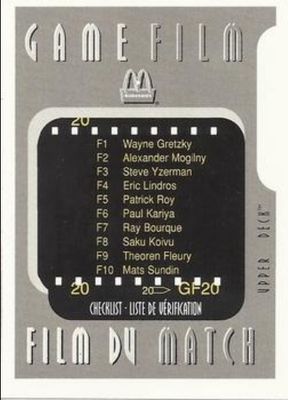 GAME FILM
McDonald's
20
F1 Wayne Gretzky
F2 Alexander Mogilny
F3 Steve Yzerman
F4 Eric Lindros
F5 Patrick Roy
F6 Paul Kariya
F7 Ray Bourque
F8 Saku Koivu
F9 Theoren Fleury
F10 Mats Sundin
20 20 GF20
CHECKLIST - LISTE DE VÉRIFICATION
UPPER DECK™
FILM DU MATCH